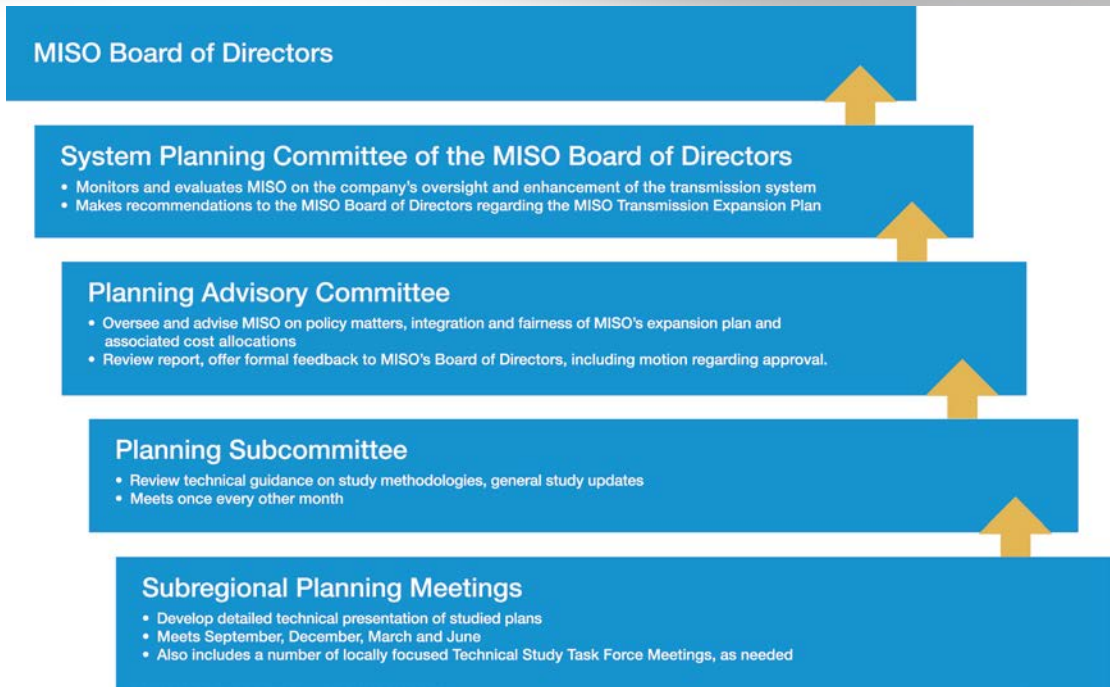 MISO Board of Directors
System Planning Committee of the MISO Board of Directors
• Monitors and evaluates MISO on the company's oversight and enhancement of the transmission system
• Makes recommendations to the MISO Board of Directors regarding the MISO Transmission Expansion Plan
Planning Advisory Committee
• Oversee and advise MISO on policy matters, integration and fairness of MISO's expansion plan and
associated cost allocations
• Review report, offer formal feedback to MISO's Board of Directors, including motion regarding approval.
Planning Subcommittee
• Review technical guidance on study methodologies, general study updates
• Meets once every other month
Subregional Planning Meetings
• Develop detailed technical presentation of studied plans
• Meets September, December, March and June
• Also includes a number of locally focused Technical Study Task Force Meetings, as needed